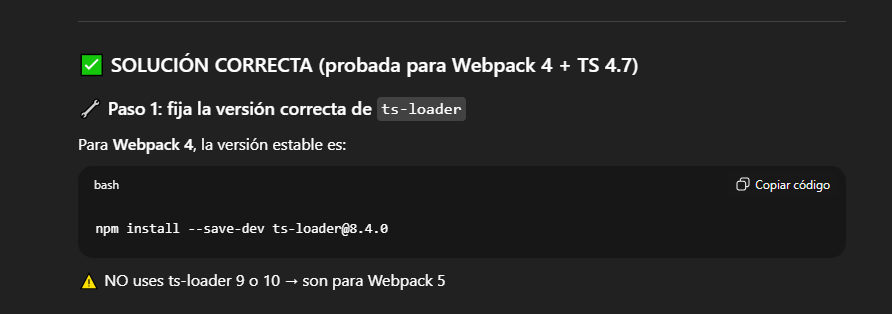 ✅ SOLUCIÓN CORRECTA (probada para Webpack 4 + TS 4.7)
🔧 Paso 1: fija la versión correcta de ts-loader
Para Webpack 4, la versión estable es:
bash
Copiar código
npm install --save-dev ts-loader@8.4.0
⚠️ NO uses ts-loader 9 o 10 → son para Webpack 5